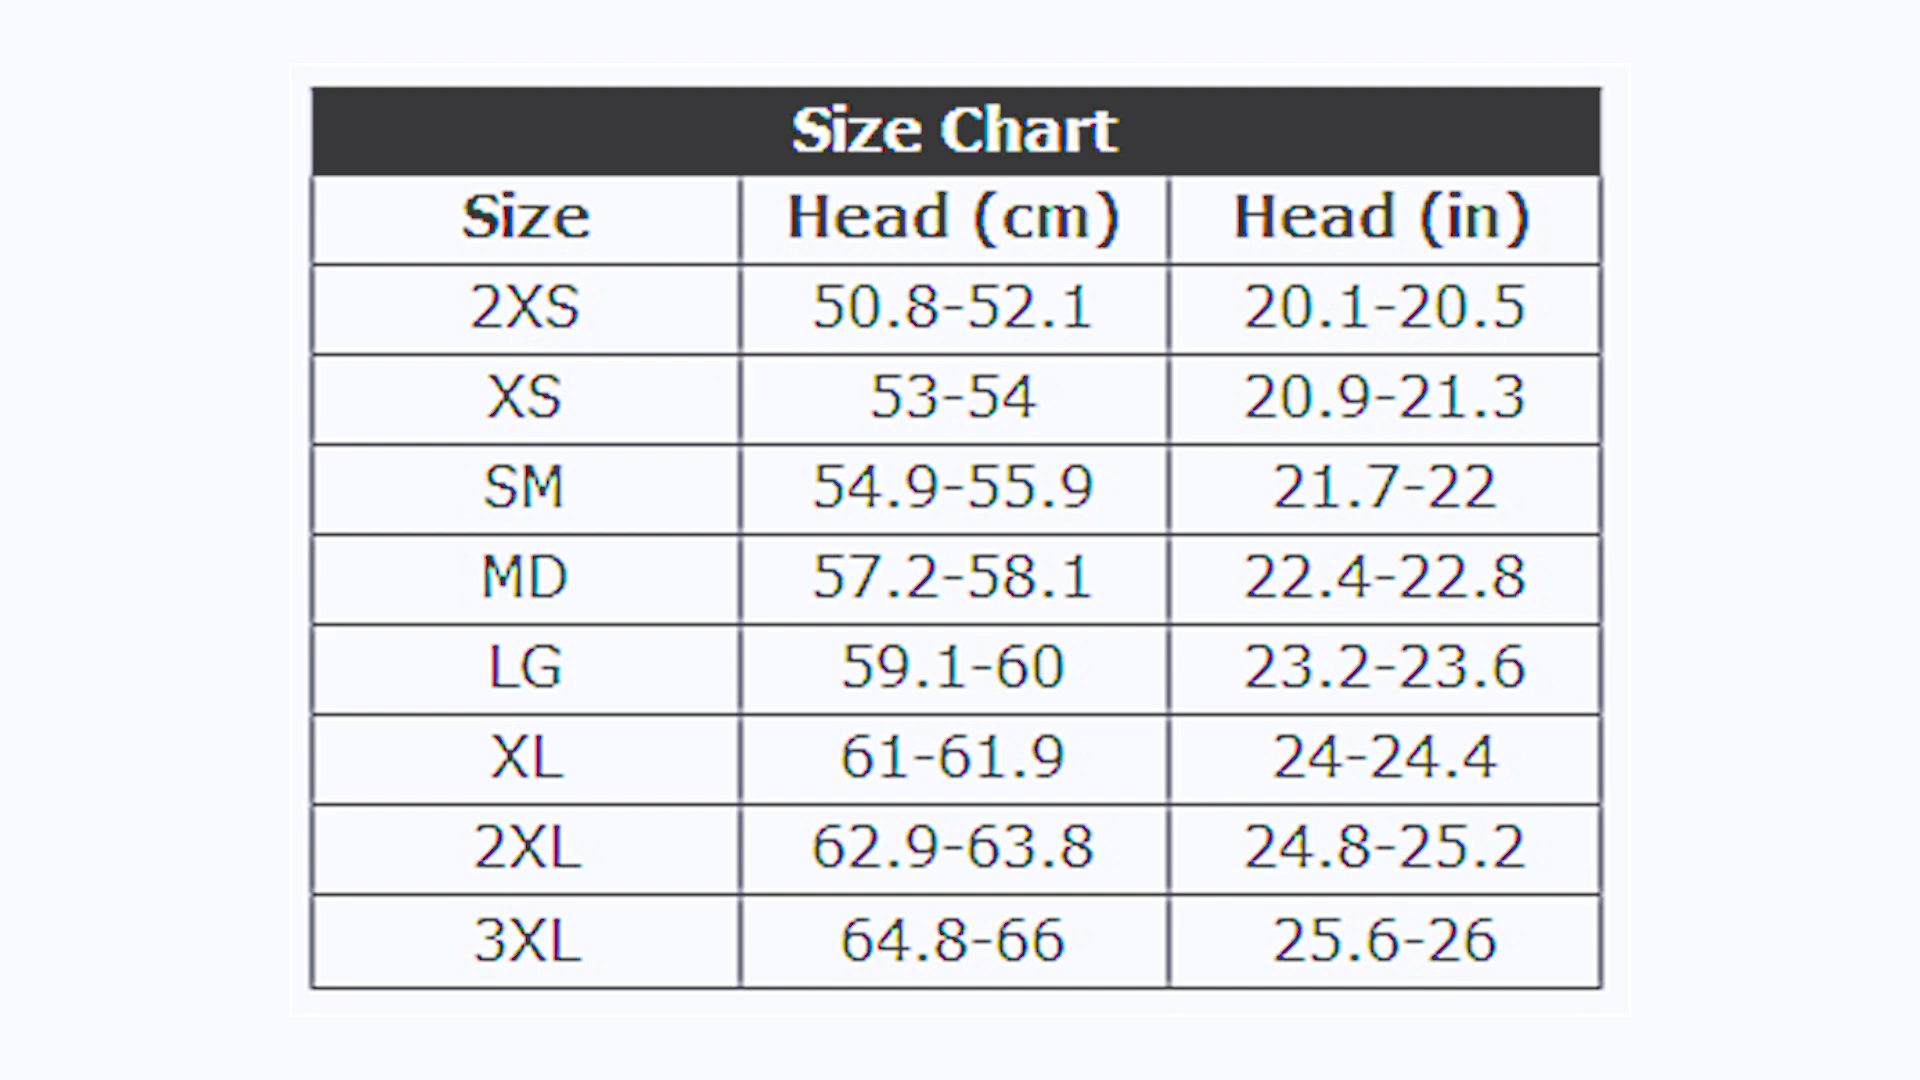 Size Chart
Size Head (cm) Head (in)
2XS 50.8-52.1 20.1-20.5
XS 53-54 20.9-21.3
SM 54.9-55.9 21.7-22
MD 57.2-58.1 22.4-22.8
LG 59.1-60 23.2-23.6
XL 61-61.9 24-24.4
2XL 62.9-63.8 24.8-25.2
3XL 64.8-66 25.6-26